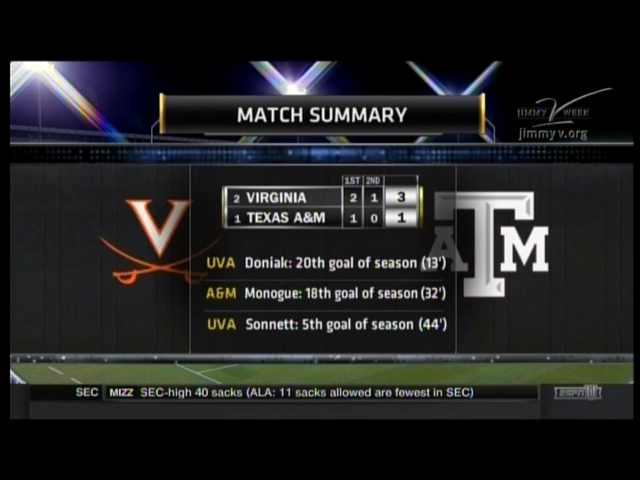 MATCH SUMMARY
JIMMY V WEEK
jimmyv.org
1ST 2ND
2 VIRGINIA 2 1 3
1 TEXAS A&M 1 0 1
V
ATM
UVA Doniak: 20th goal of season (13')
A&M Monogue: 18th goal of season (32')
UVA Sonnett: 5th goal of season (44')
SEC MIZZ SEC-high 40 sacks (ALA: 11 sacks allowed are fewest in SEC)
ESPNU